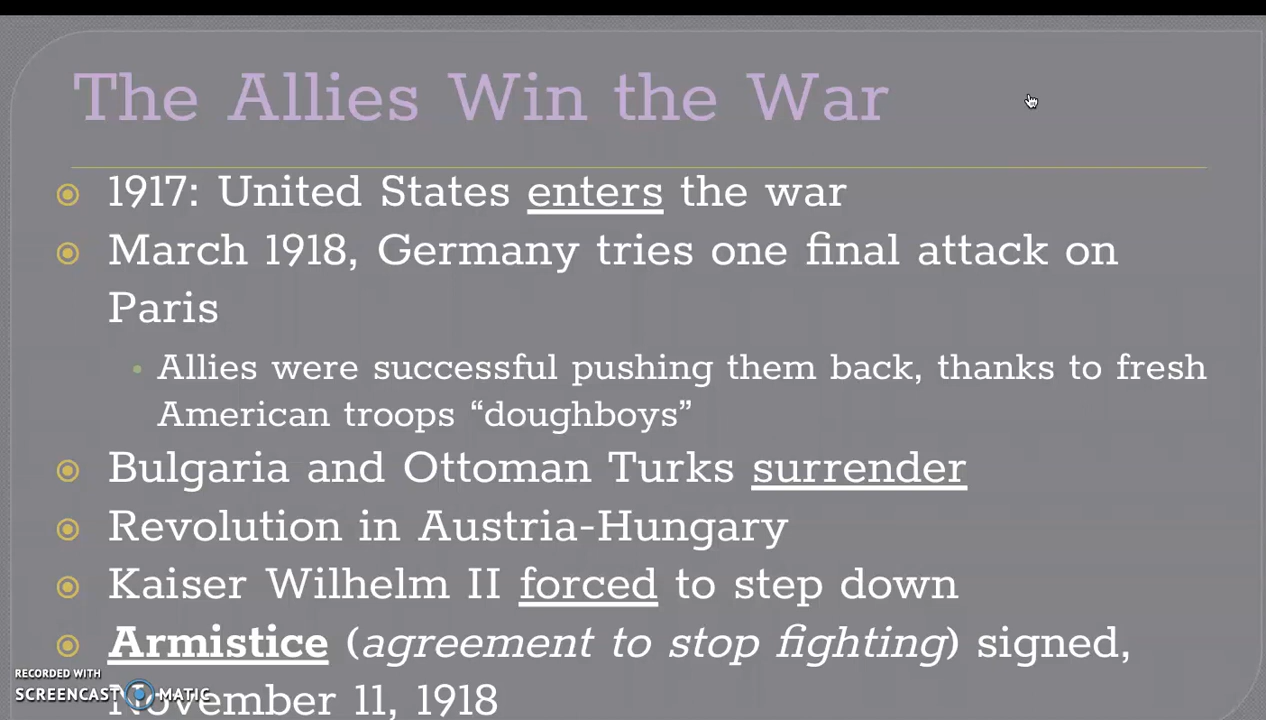 The Allies Win the War
1917: United States enters the war
March 1918, Germany tries one final attack on
Paris
Allies were successful pushing them back, thanks to fresh
American troops “doughboys”
Bulgaria and Ottoman Turks surrender
Revolution in Austria-Hungary
Kaiser Wilhelm II forced to step down
Armistice (agreement to stop fighting) signed,
November 11, 1918
RECORDED WITH
SCREENCAST MATIC